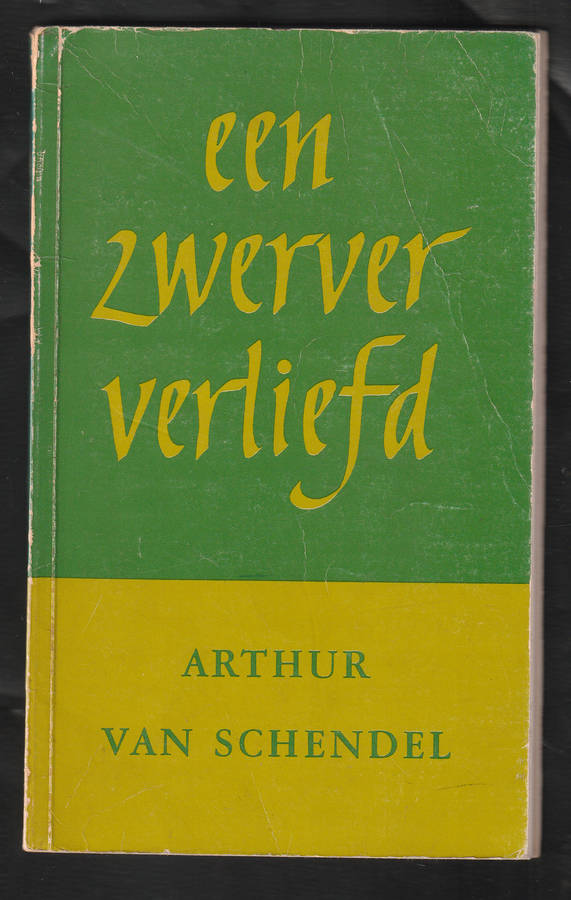 een
zwerver
verliefd
ARTHUR
VAN SCHENDEL